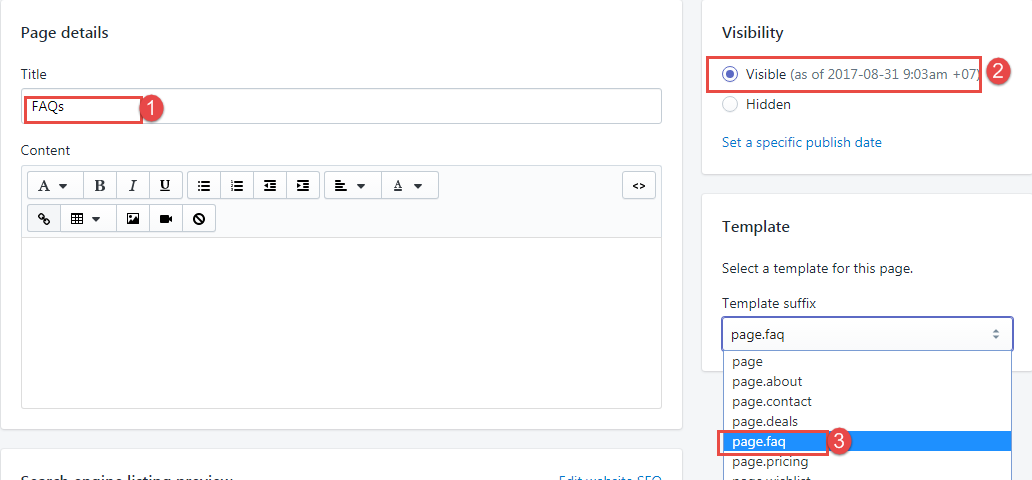 Page details
Title
FAQs
1
Content
A B I U A <>
Visibility
Visible (as of 2017-08-31 9:03am +07)
2
Hidden
Set a specific publish date
Template
Select a template for this page.
Template suffix
page.faq
page
page.about
page.contact
page.deals
page.faq
3
page.pricing
page.wishlist
Search engine listing preview
Edit website SEO